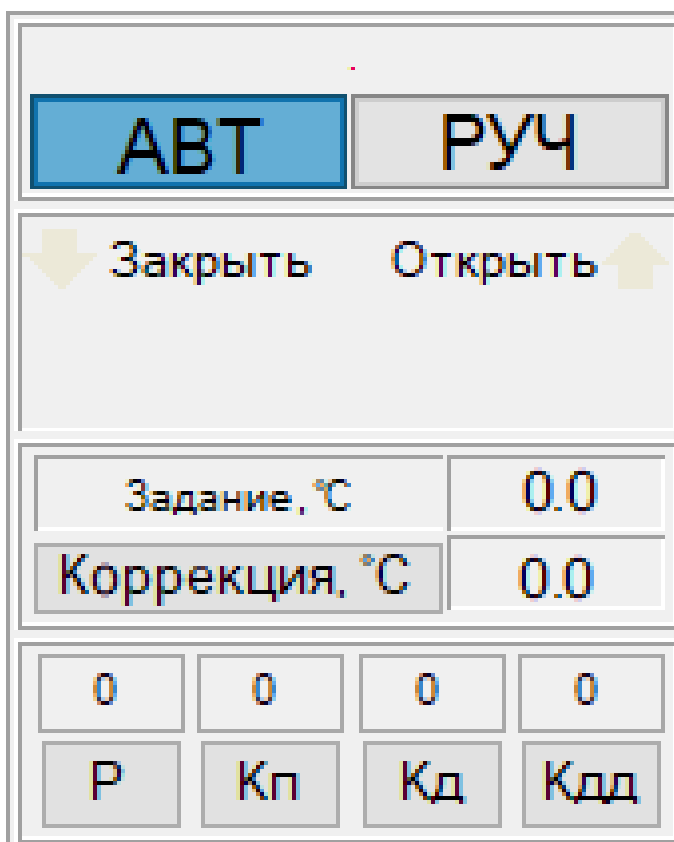 АВТ РУЧ
Закрыть Открыть
Задание, °C 0.0
Коррекция, °C 0.0
0 0 0 0
Р Кп Кд Кдд